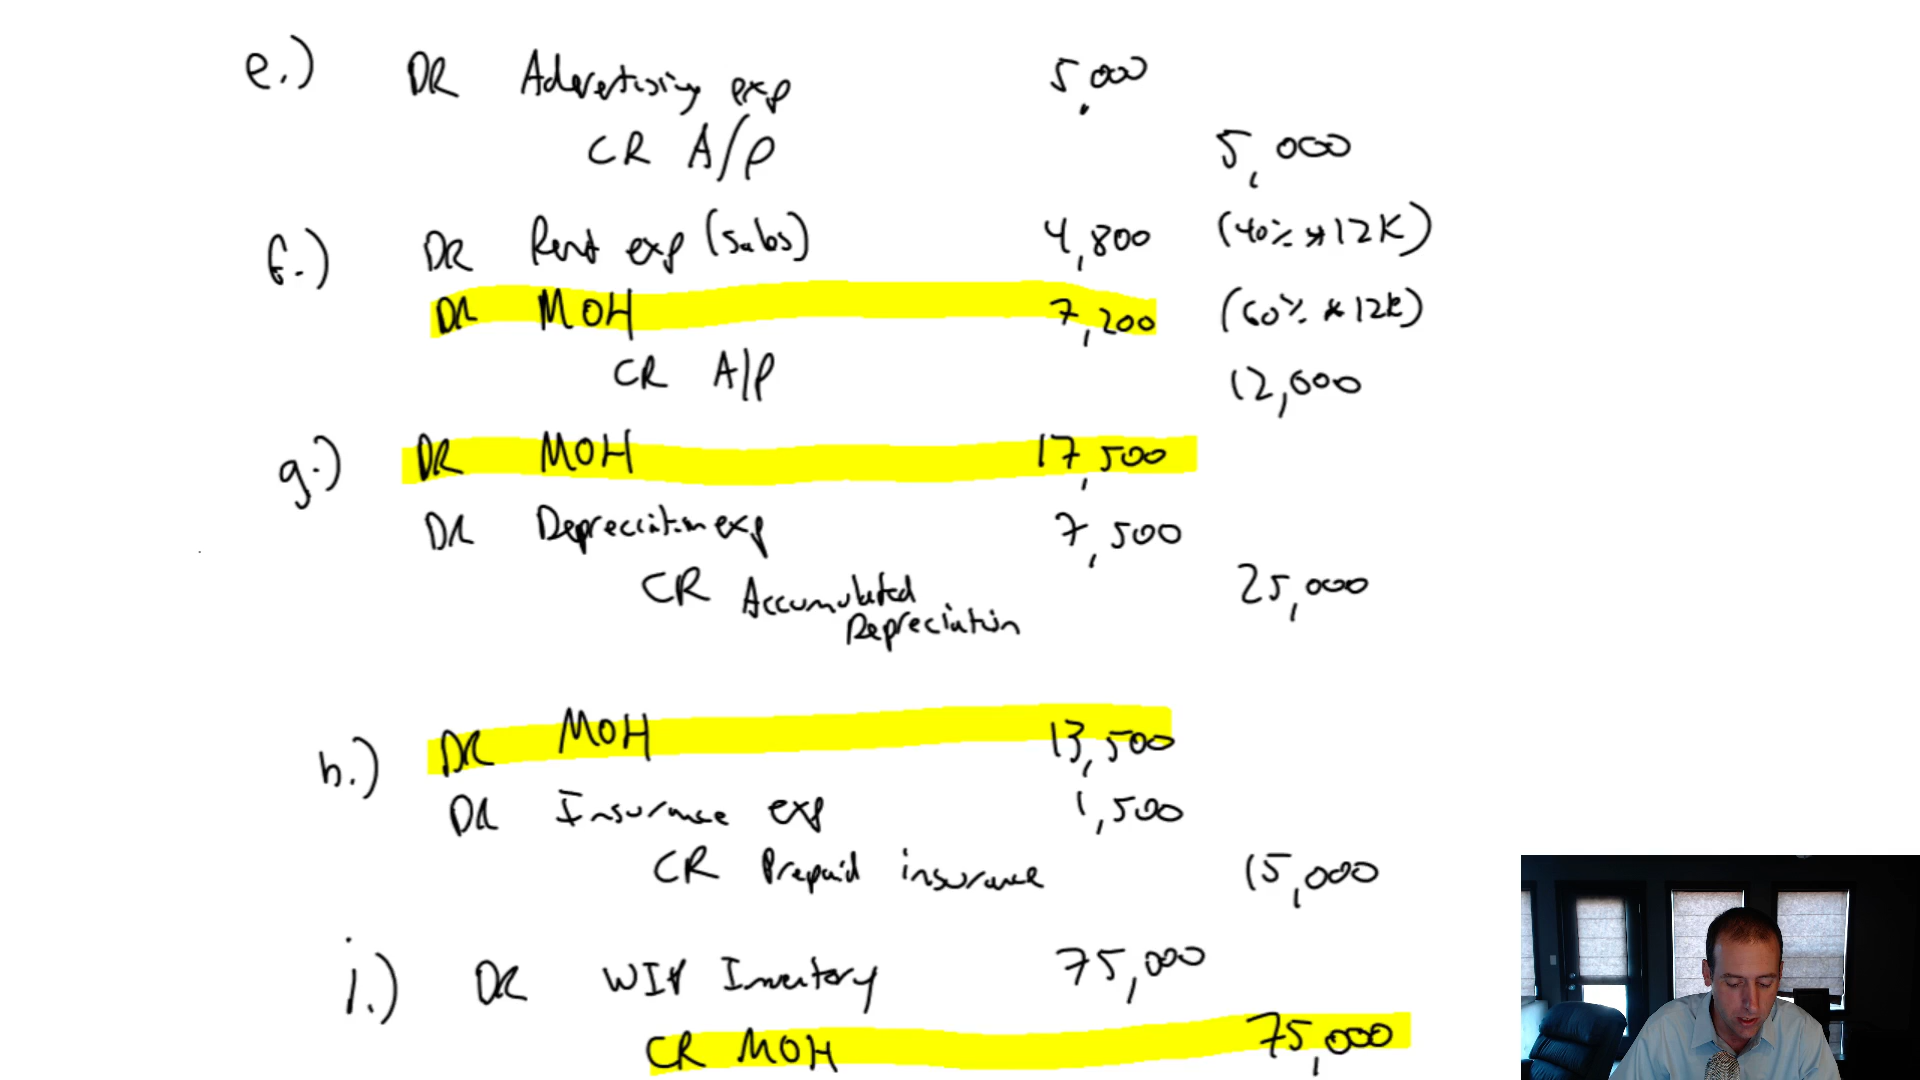 e.) DR Advertising exp 5,000
CR A/P 5,000
f.) DR Rent exp (subs) 4,800 (40% * 12K)
DR MOH 7,200 (60% * 12K)
CR A/P 12,000
g.) DR MOH 17,500
DR Depreciation exp 7,500
CR Accumulated Depreciation 25,000
h.) DR MOH 13,500
DR Insurance exp 1,500
CR Prepaid insurance 15,000
i.) DR WIP Inventory 75,000
CR MOH 75,000